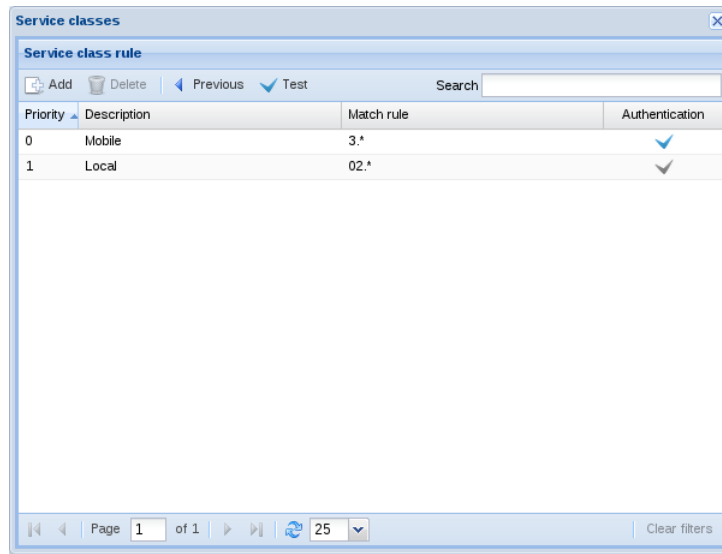 Service classes
Service class rule
Add Delete Previous Test Search
Priority Description Match rule Authentication
0 Mobile 3.*
1 Local 02.*
Page 1 of 1 25 Clear filters